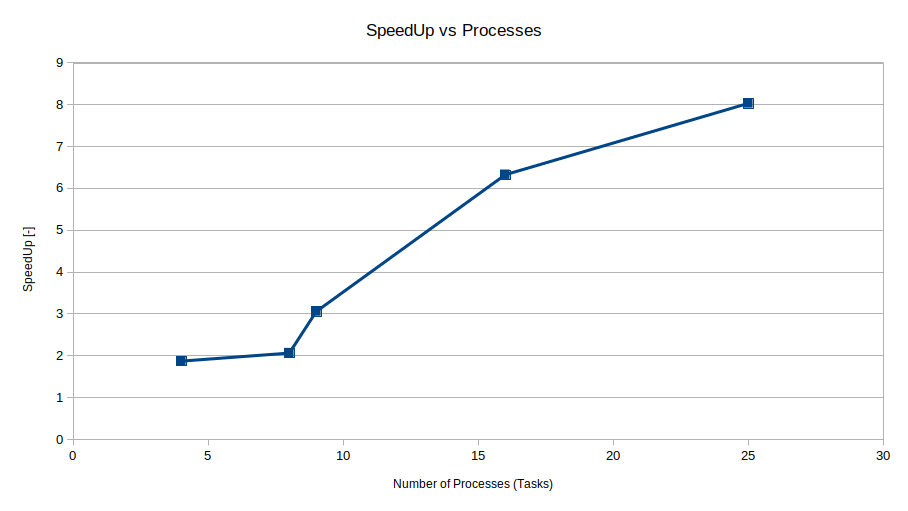 SpeedUp vs Processes
9
8
7
6
5
4
3
2
1
0
SpeedUp [-]
0 5 10 15 20 25 30
Number of Processes (Tasks)